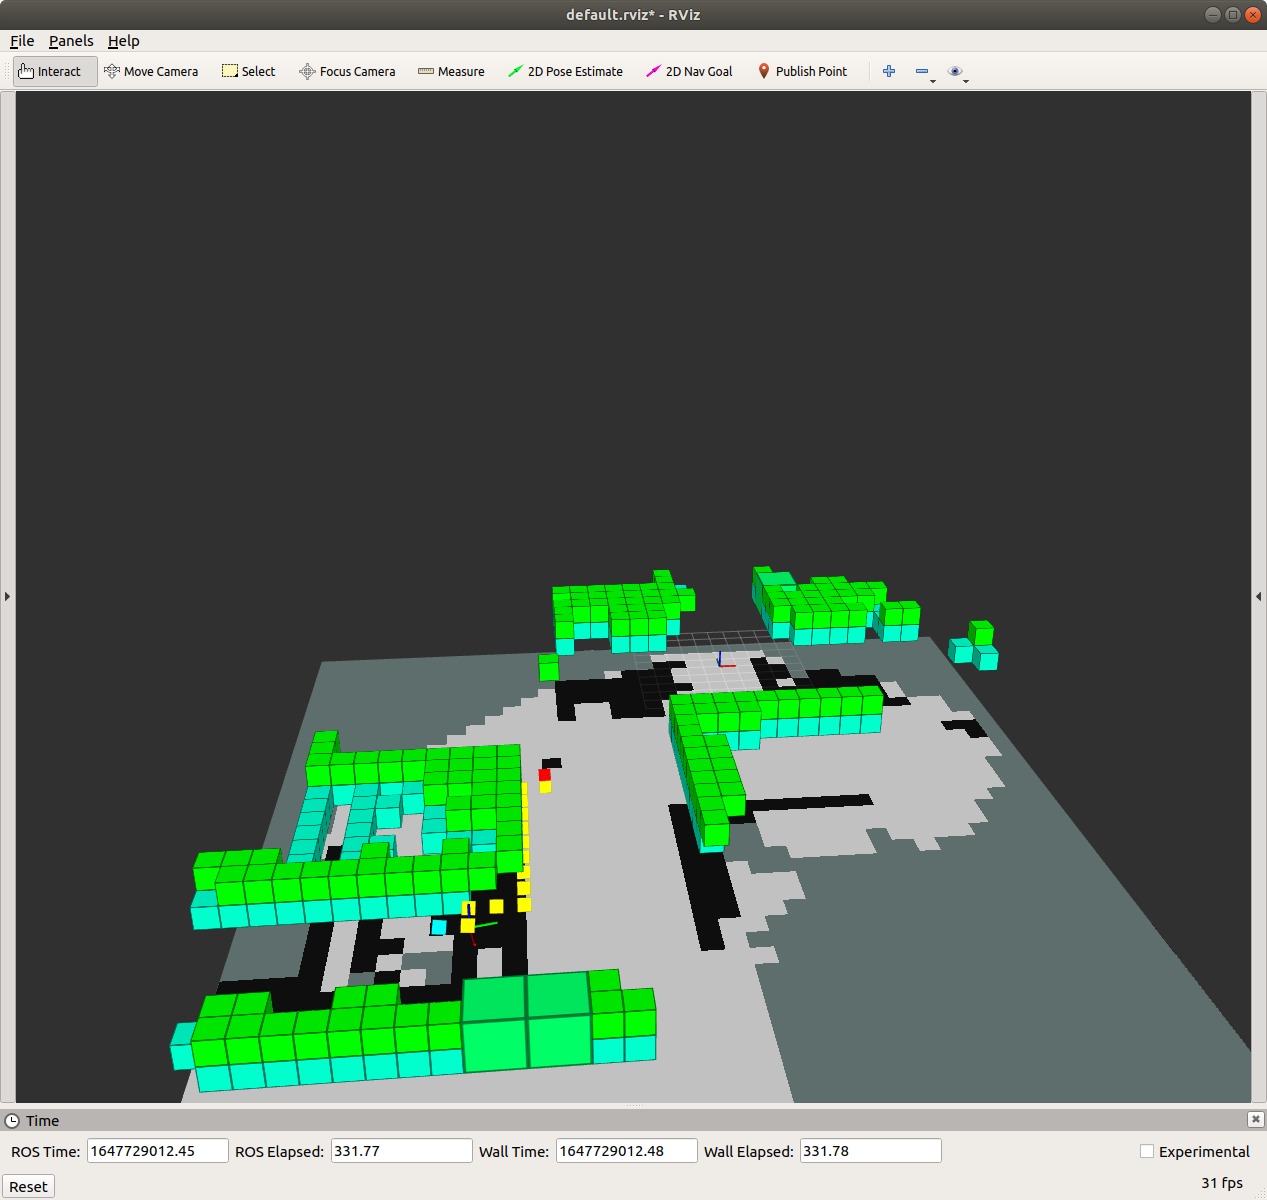 default.rviz* - RViz
File Panels Help
Interact Move Camera Select Focus Camera Measure 2D Pose Estimate 2D Nav Goal Publish Point
Time
ROS Time: 1647729012.45 ROS Elapsed: 331.77 Wall Time: 1647729012.48 Wall Elapsed: 331.78 Experimental
Reset 31 fps